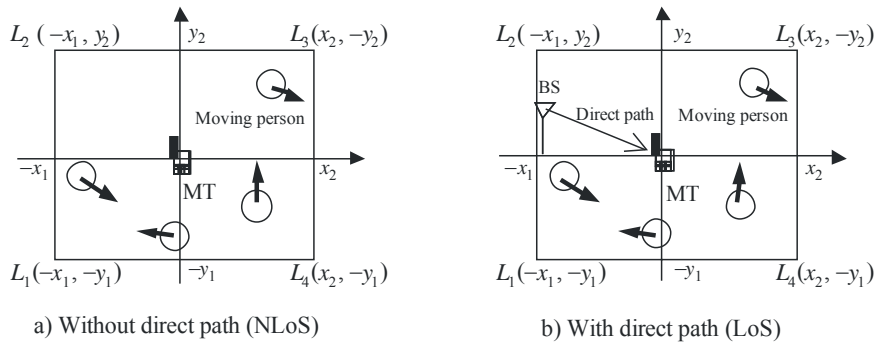 L₂ (−x₁, y₂)
y₂
L₃(x₂, −y₂)
Moving person
−x₁
x₂
MT
L₁(−x₁, −y₁)
−y₁
L₄(x₂, −y₁)
a) Without direct path (NLoS)
L₂(−x₁, y₂)
y₂
L₃(x₂, −y₂)
BS
Direct path
Moving person
−x₁
x₂
MT
L₁(−x₁, −y₁)
−y₁
L₄(x₂, −y₁)
b) With direct path (LoS)